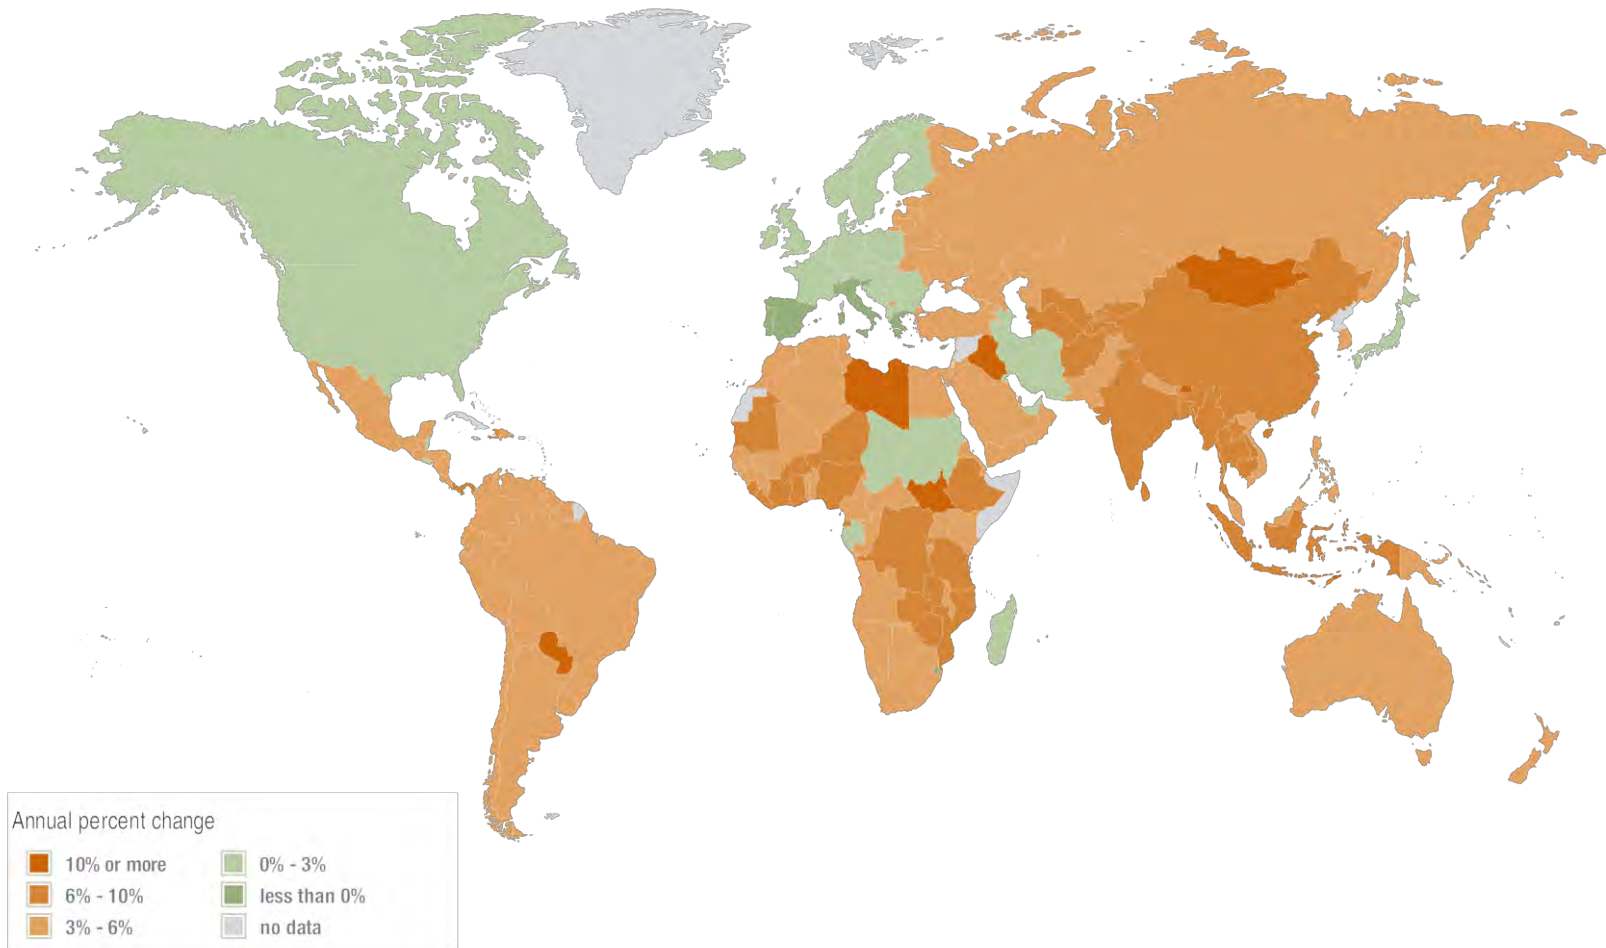 Annual percent change
10% or more
6% - 10%
3% - 6%
0% - 3%
less than 0%
no data